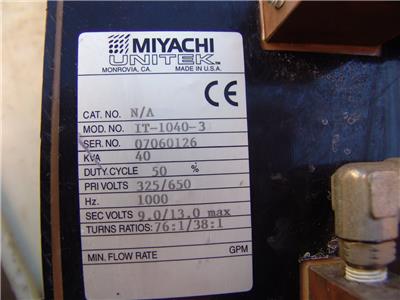 MIYACHI
UNITEK™
MONROVIA, CA. MADE IN U.S.A.
CE
CAT. NO. N/A
MOD. NO. IT-1040-3
SER. NO. 07060126
KVA 40
DUTY CYCLE 50 %
PRI VOLTS 325/650
Hz. 1000
SEC VOLTS 9.0/13.0 max
TURNS RATIOS: 76:1/38:1
MIN. FLOW RATE GPM